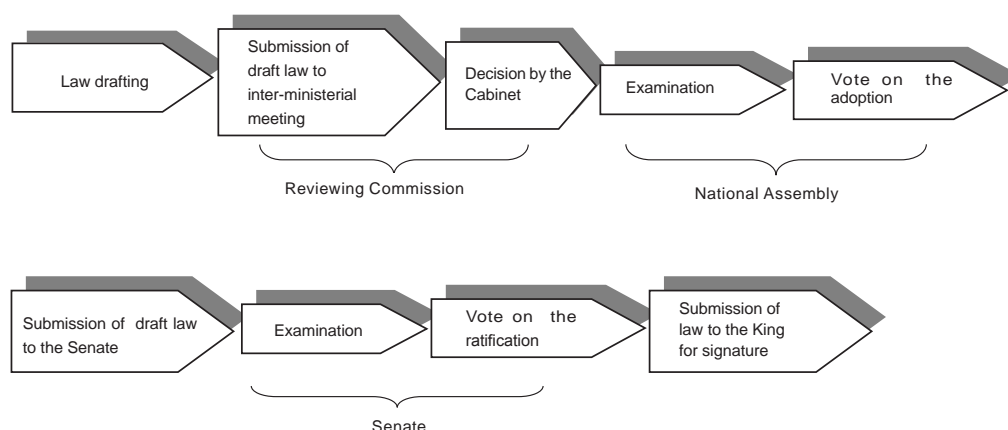 Law drafting
Submission of
draft law to
inter-ministerial
meeting
Decision by the
Cabinet
Examination
Vote on the
adoption
Reviewing Commission
National Assembly
Submission of draft law
to the Senate
Examination
Vote on the
ratification
Submission of
law to the King
for signature
Senate